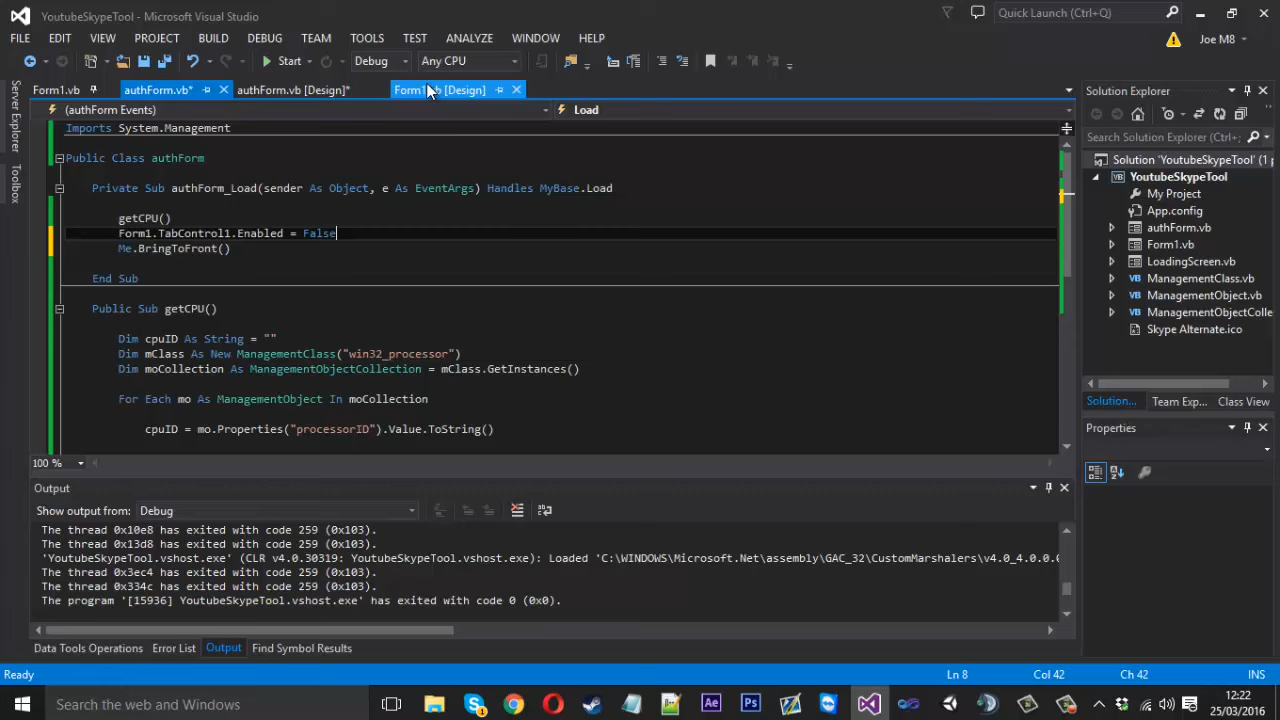 YoutubeSkypeTool - Microsoft Visual Studio
Quick Launch (Ctrl+Q)
FILE EDIT VIEW PROJECT BUILD DEBUG TEAM TOOLS TEST ANALYZE WINDOW HELP
Joe M8
Start Debug Any CPU
Form1.vb authForm.vb* authForm.vb [Design]* [Design]
(authForm Events) Load
Imports System.Management
Public Class authForm
Private Sub authForm_Load(sender As Object, e As EventArgs) Handles MyBase.Load
getCPU()
Form1.TabControl1.Enabled = False
Me.BringToFront()
End Sub
Public Sub getCPU()
Dim cpuID As String = ""
Dim mClass As New ManagementClass("win32_processor")
Dim moCollection As ManagementObjectCollection = mClass.GetInstances()
For Each mo As ManagementObject In moCollection
cpuID = mo.Properties("processorID").Value.ToString()
100 %
Server Explorer
Toolbox
Output
Show output from: Debug
The thread 0x10e8 has exited with code 259 (0x103).
The thread 0x13d8 has exited with code 259 (0x103).
'YoutubeSkypeTool.vshost.exe' (CLR v4.0.30319: YoutubeSkypeTool.vshost.exe): Loaded 'C:\WINDOWS\Microsoft.Net\assembly\GAC_32\CustomMarshalers\v4.0_4.0.0.0
The thread 0x3ec4 has exited with code 259 (0x103).
The thread 0x334c has exited with code 259 (0x103).
The program '[15936] YoutubeSkypeTool.vshost.exe' has exited with code 0 (0x0).
Data Tools Operations Error List Output Find Symbol Results
Solution Explorer
Search Solution Explorer (Ctrl+
Solution 'YoutubeSkypeTool' (1 p
YoutubeSkypeTool
My Project
App.config
authForm.vb
Form1.vb
LoadingScreen.vb
ManagementClass.vb
ManagementObject.vb
ManagementObjectColle
Skype Alternate.ico
Solution... Team Exp... Class View
Properties
Ready Ln 8 Col 42 Ch 42 INS
Search the web and Windows
12:22
25/03/2016